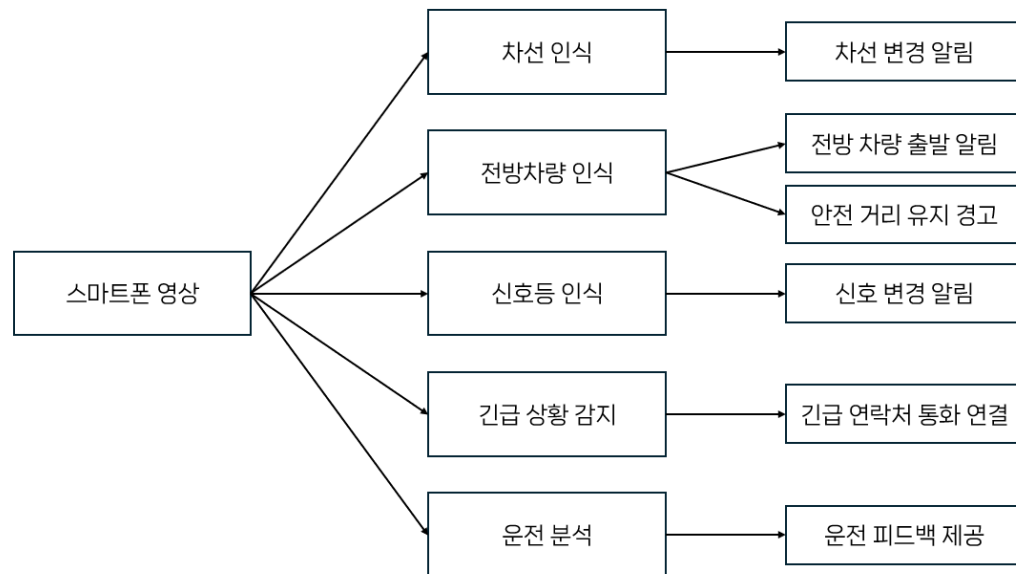 차선 인식
차선 변경 알림
전방차량 인식
전방 차량 출발 알림
안전 거리 유지 경고
스마트폰 영상
신호등 인식
신호 변경 알림
긴급 상황 감지
긴급 연락처 통화 연결
운전 분석
운전 피드백 제공